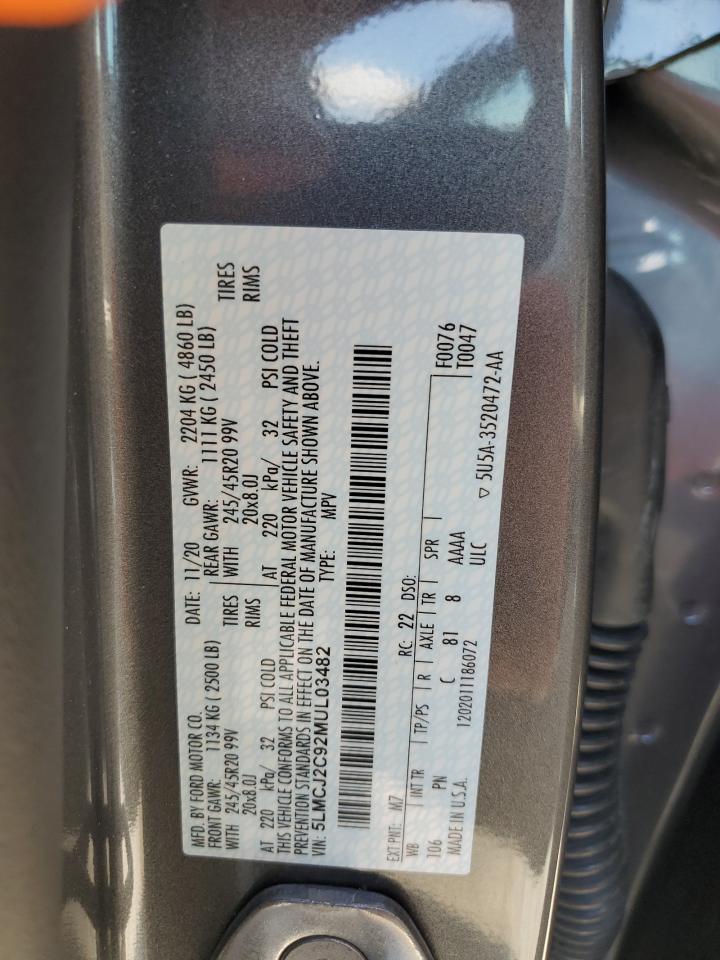 MFD. BY FORD MOTOR CO.
DATE: 11/20 GVWR: 2204 KG ( 4860 LB)
FRONT GAWR: 1134 KG ( 2500 LB) REAR GAWR: 1111 KG ( 2450 LB)
WITH 245/45R20 99V TIRES WITH 245/45R20 99V TIRES
20x8.0J RIMS 20x8.0J RIMS
AT 220 kPa/ 32 PSI COLD AT 220 kPa/ 32 PSI COLD
THIS VEHICLE CONFORMS TO ALL APPLICABLE FEDERAL MOTOR VEHICLE SAFETY AND THEFT
PREVENTION STANDARDS IN EFFECT ON THE DATE OF MANUFACTURE SHOWN ABOVE.
VIN: 5LMCJ2C92MUL03482 TYPE: MPV
EXT PNT: M7 RC: 22 DSO:
WB INT TR TP/PS R AXLE TR SPR F0076
106 PN C 81 8 AAAA T0047
MADE IN U.S.A. 12020111186072 ULC ▽ 5U5A-3520472-AA